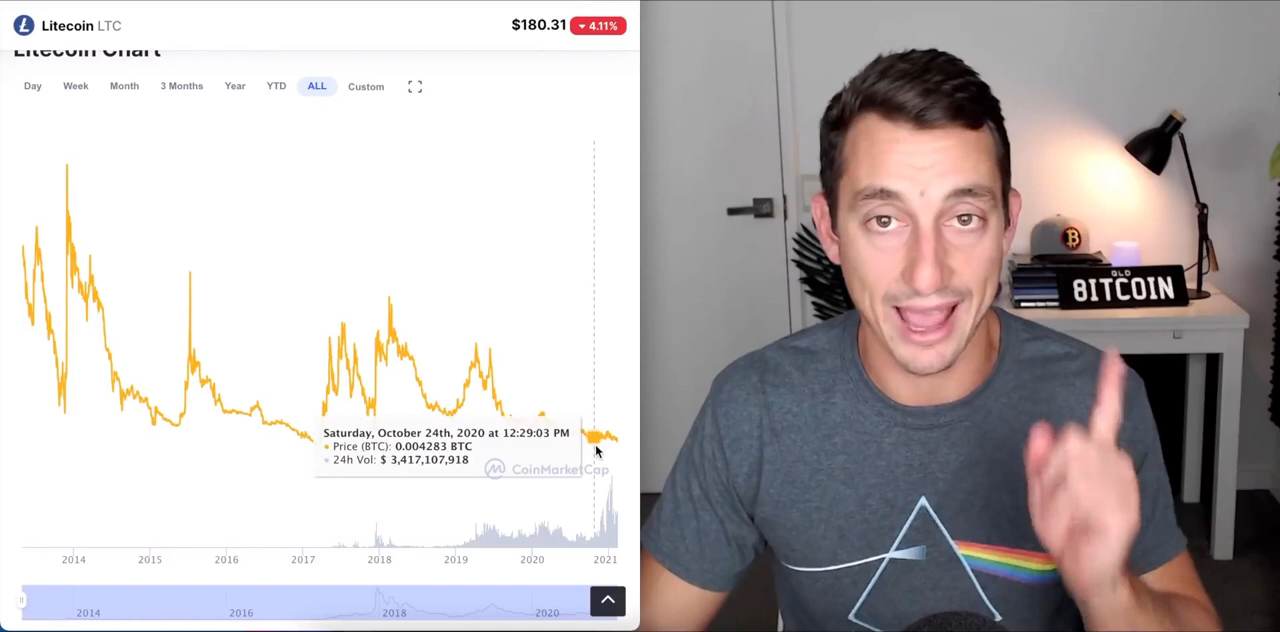 Litecoin LTC
$180.31
4.11%
Litecoin Chart
Day Week Month 3 Months Year YTD ALL Custom
Saturday, October 24th, 2020 at 12:29:03 PM
Price (BTC): 0.004283 BTC
24h Vol: $ 3,417,107,918
CoinMarketCap
2014 2015 2016 2017 2018 2019 2020 2021
2014 2016 2018 2020
QLD
8ITCOIN